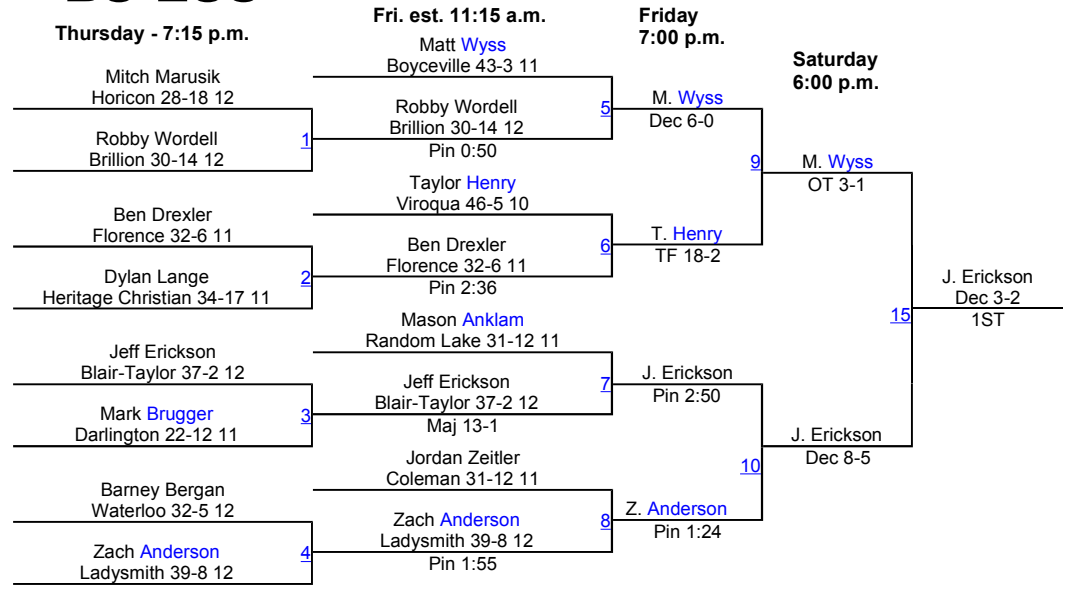 Thursday - 7:15 p.m.
Mitch Marusik
Horicon 28-18 12
1
Robby Wordell
Brillion 30-14 12
Ben Drexler
Florence 32-6 11
2
Dylan Lange
Heritage Christian 34-17 11
Jeff Erickson
Blair-Taylor 37-2 12
3
Mark Brugger
Darlington 22-12 11
Barney Bergan
Waterloo 32-5 12
4
Zach Anderson
Ladysmith 39-8 12
Fri. est. 11:15 a.m.
Matt Wyss
Boyceville 43-3 11
5
Robby Wordell
Brillion 30-14 12
Pin 0:50
Taylor Henry
Viroqua 46-5 10
6
Ben Drexler
Florence 32-6 11
Pin 2:36
Mason Anklam
Random Lake 31-12 11
7
Jeff Erickson
Blair-Taylor 37-2 12
Maj 13-1
Jordan Zeitler
Coleman 31-12 11
8
Zach Anderson
Ladysmith 39-8 12
Pin 1:55
Friday
7:00 p.m.
M. Wyss
Dec 6-0
9
T. Henry
TF 18-2
J. Erickson
Pin 2:50
10
Z. Anderson
Pin 1:24
Saturday
6:00 p.m.
M. Wyss
OT 3-1
15
J. Erickson
Dec 8-5
J. Erickson
Dec 3-2
1ST